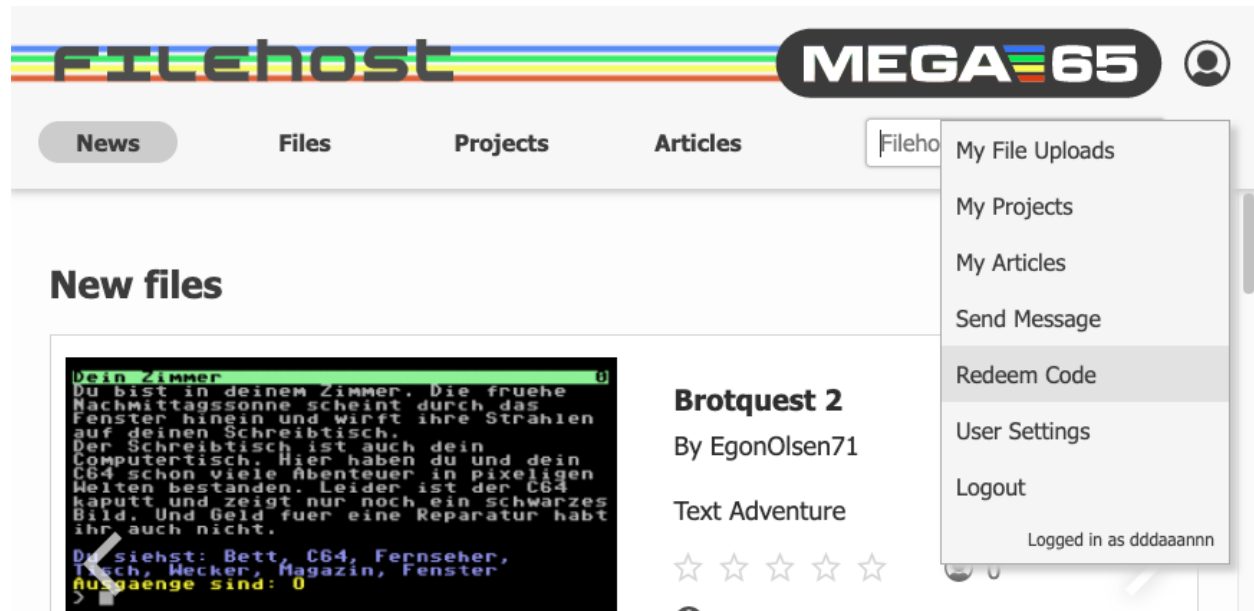 FILEhost
MEGA 65
News
Files
Projects
Articles
My File Uploads
My Projects
My Articles
Send Message
Redeem Code
User Settings
Logout
Logged in as dddaaannn
New files
Dein Zimmer 0
Du bist in deinem Zimmer. Die fruehe
Nachmittagssonne scheint durch das
Fenster hinein und wirft ihre Strahlen
auf deinen Schreibtisch.
Der Schreibtisch ist auch dein
Computertisch. Hier haben du und dein
C64 schon viele Abenteuer in pixeligen
Welten bestanden. Leider ist der C64
kaputt und zeigt nur noch ein schwarzes
Bild. Und Geld fuer eine Reparatur habt
ihr auch nicht.
Du siehst: Bett, C64, Fernseher,
Tisch, Wecker, Magazin, Fenster
Ausgaenge sind: O
>
Brotquest 2
By EgonOlsen71
Text Adventure
0